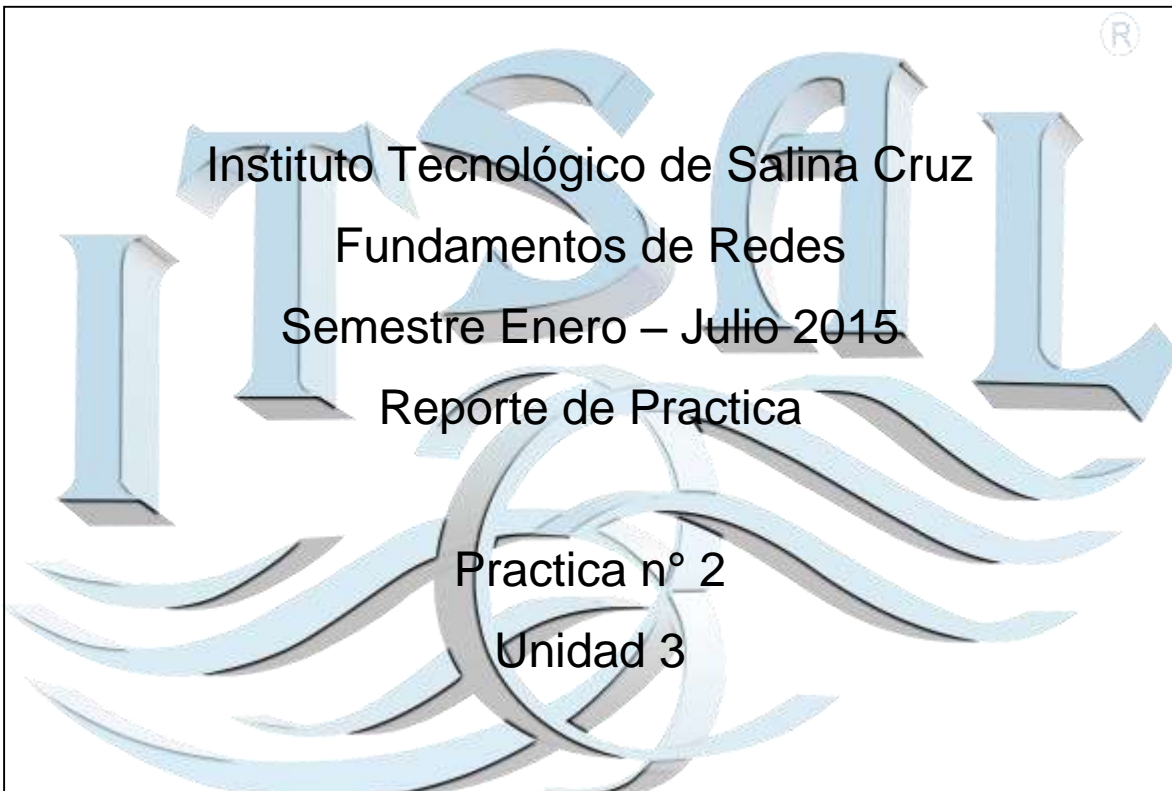 ®
ITSAL
Instituto Tecnológico de Salina Cruz
Fundamentos de Redes
Semestre Enero – Julio 2015
Reporte de Practica
Practica n° 2
Unidad 3